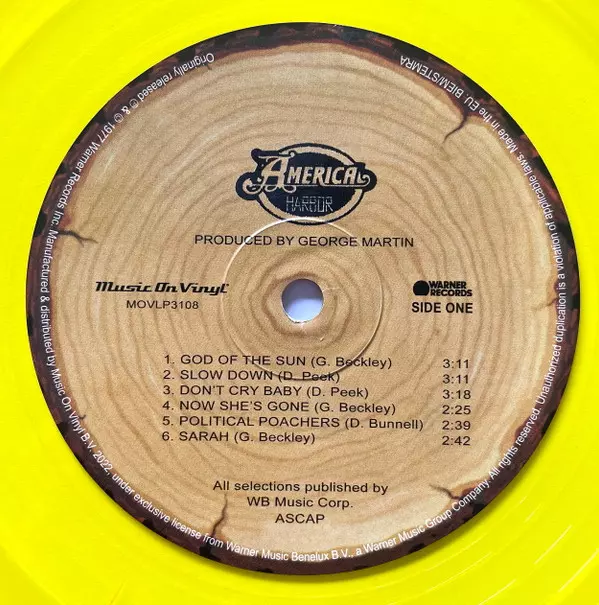 AMERICA
HARBOR
PRODUCED BY GEORGE MARTIN
Music On Vinyl
MOVLP3108
WARNER
RECORDS
SIDE ONE
1. GOD OF THE SUN (G. Beckley) 3:11
2. SLOW DOWN (D. Peek) 3:11
3. DON'T CRY BABY (D. Peek) 3:18
4. NOW SHE'S GONE (G. Beckley) 2:25
5. POLITICAL POACHERS (D. Bunnell) 2:39
6. SARAH (G. Beckley) 2:42
All selections published by
WB Music Corp.
ASCAP
Originally released ℗ & © 1977 Warner Records Inc. Manufactured & distributed by Music On Vinyl B.V. 2022, under exclusive license from Warner Music Benelux B.V., a Warner Music Group Company. All rights reserved. Unauthorized duplication is a violation of applicable laws Made in the EU. BIEM/STEMRA